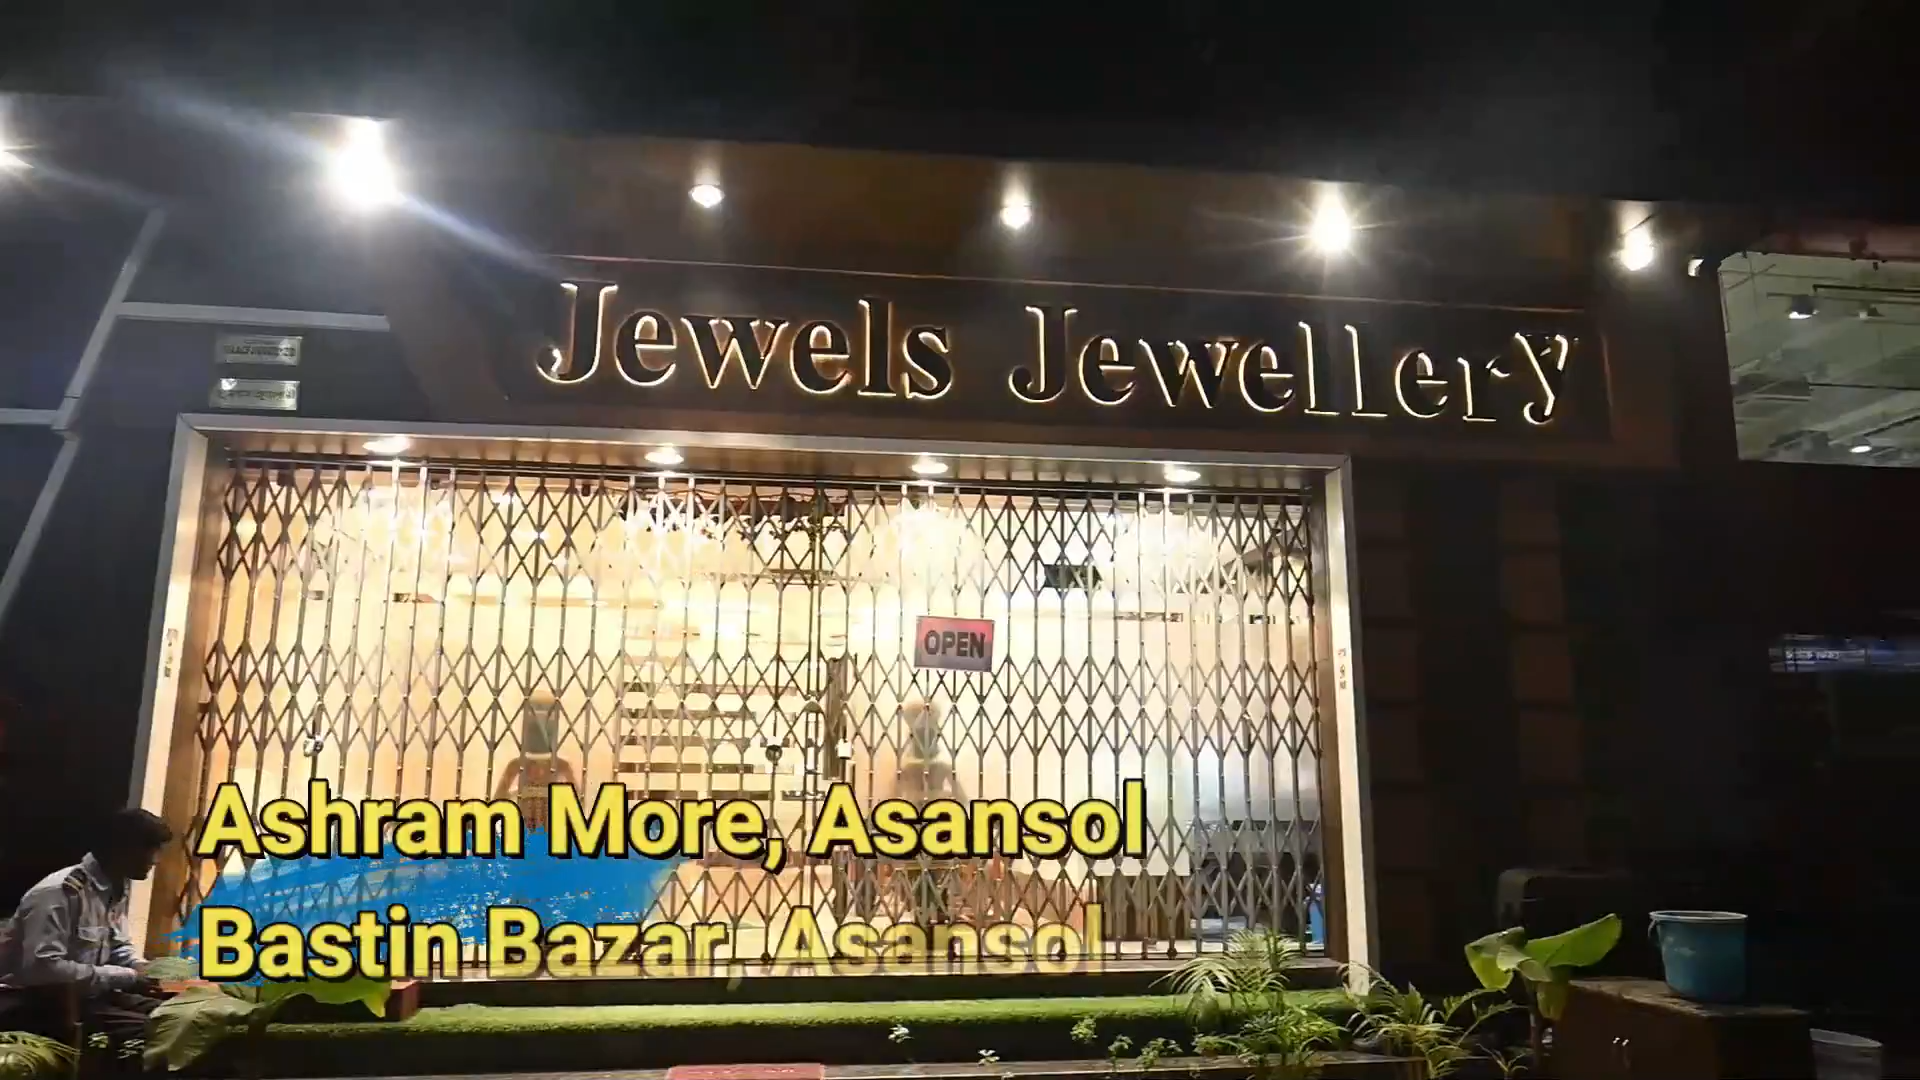 Jewels Jewellery
OPEN
Ashram More, Asansol
Bastin Bazar, Asansol